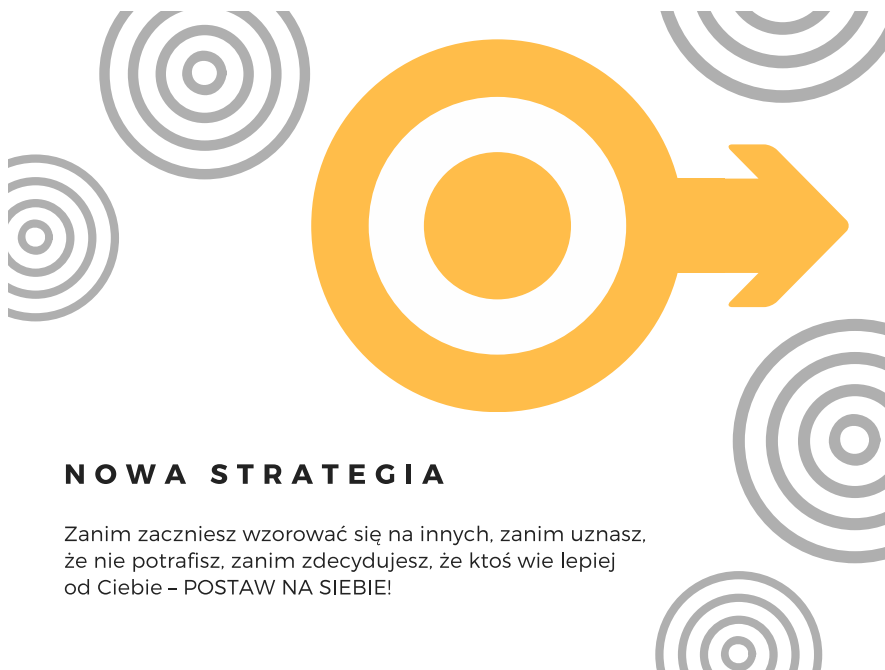 NOWA STRATEGIA
Zanim zaczniesz wzorować się na innych, zanim uznasz,
że nie potrafisz, zanim zdecydujesz, że ktoś wie lepiej
od Ciebie – POSTAW NA SIEBIE!